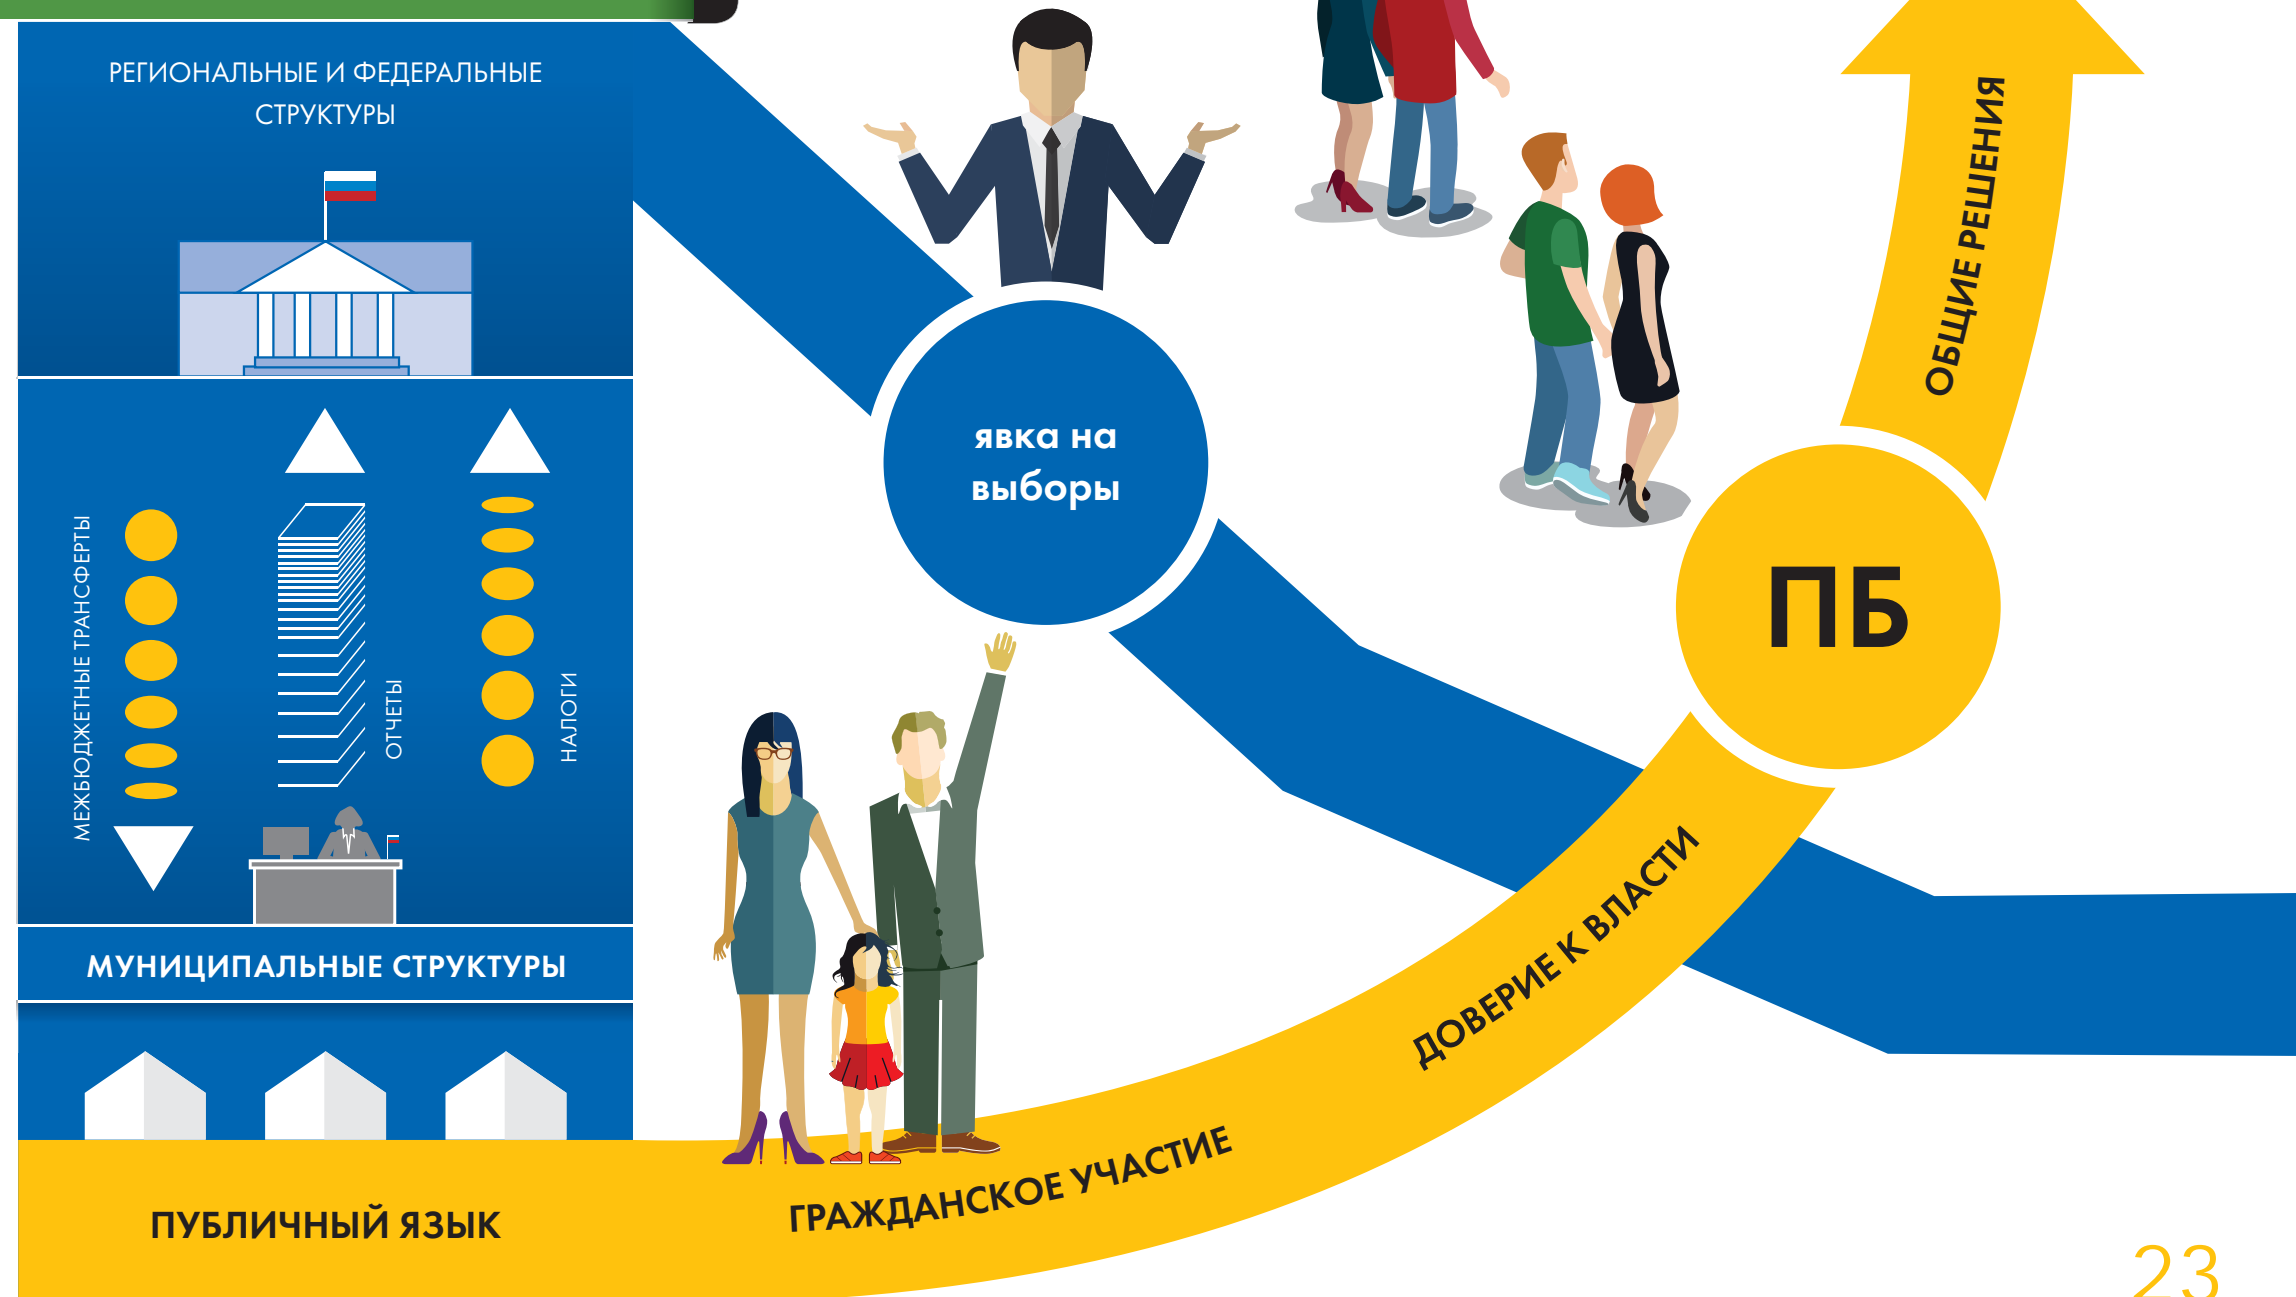 РЕГИОНАЛЬНЫЕ И ФЕДЕРАЛЬНЫЕ
СТРУКТУРЫ
МЕЖБЮДЖЕТНЫЕ ТРАНСФЕРТЫ
ОТЧЕТЫ
НАЛОГИ
МУНИЦИПАЛЬНЫЕ СТРУКТУРЫ
ПУБЛИЧНЫЙ ЯЗЫК
явка на
выборы
ГРАЖДАНСКОЕ УЧАСТИЕ
ДОВЕРИЕ К ВЛАСТИ
ПБ
ОБЩИЕ РЕШЕНИЯ
23